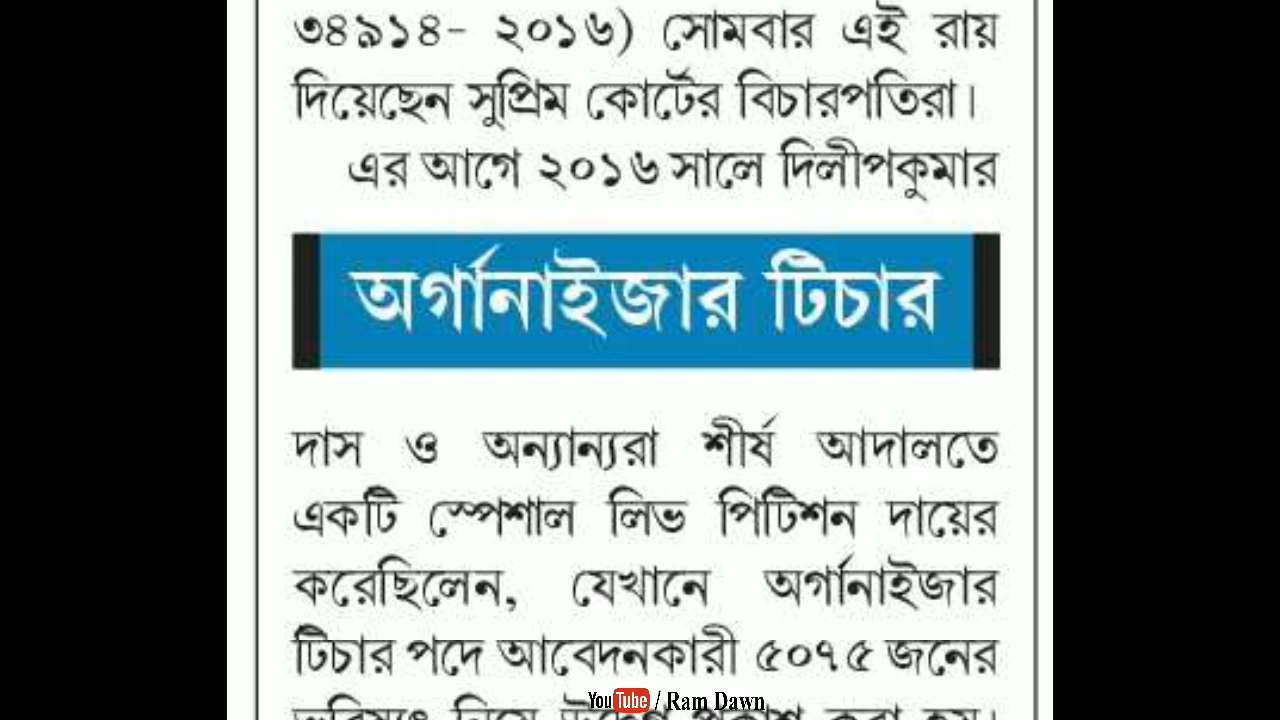 ৩৪৯১৪- ২০১৬) সোমবার এই রায়
দিয়েছেন সুপ্রিম কোর্টের বিচারপতিরা।
এর আগে ২০১৬ সালে দিলীপকুমার
অর্গানাইজার টিচার
দাস ও অন্যান্যরা শীর্ষ আদালতে
একটি স্পেশাল লিভ পিটিশন দায়ের
করেছিলেন, যেখানে অর্গানাইজার
টিচার পদে আবেদনকারী ৫০৭৫ জনের
YouTube / Ram Dawn